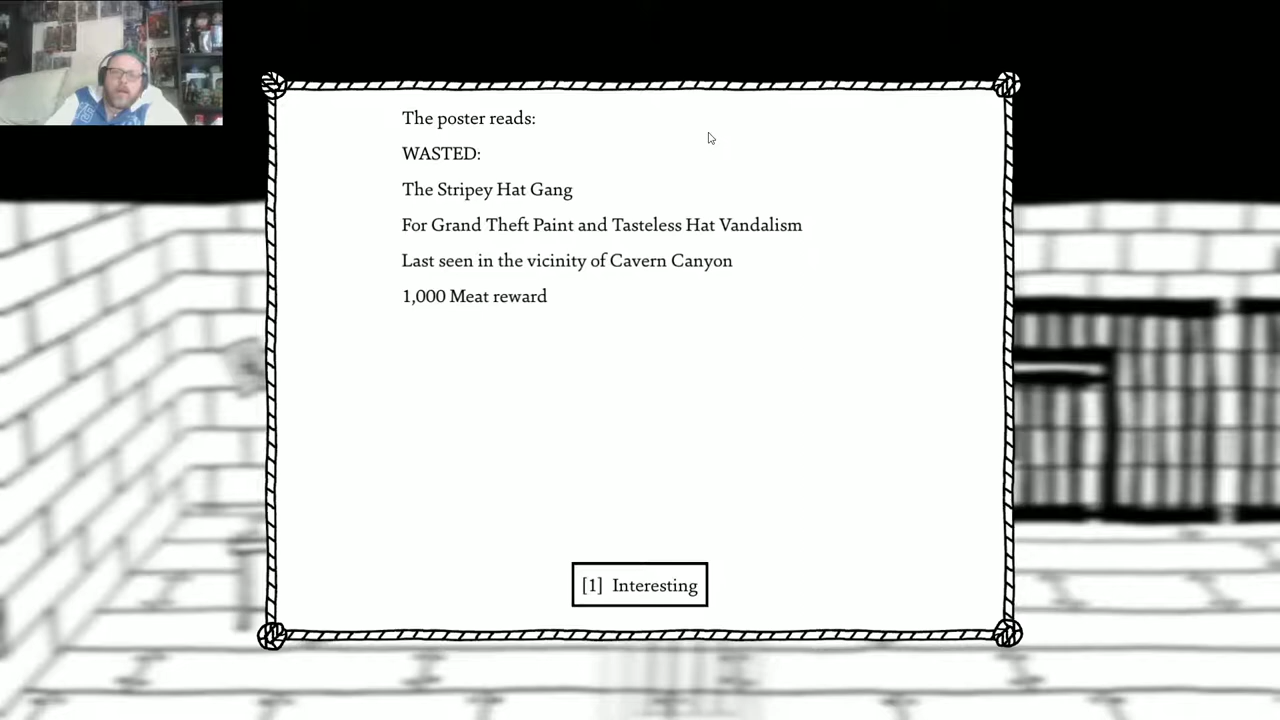 The poster reads:
WASTED:
The Stripey Hat Gang
For Grand Theft Paint and Tasteless Hat Vandalism
Last seen in the vicinity of Cavern Canyon
1,000 Meat reward
[1] Interesting